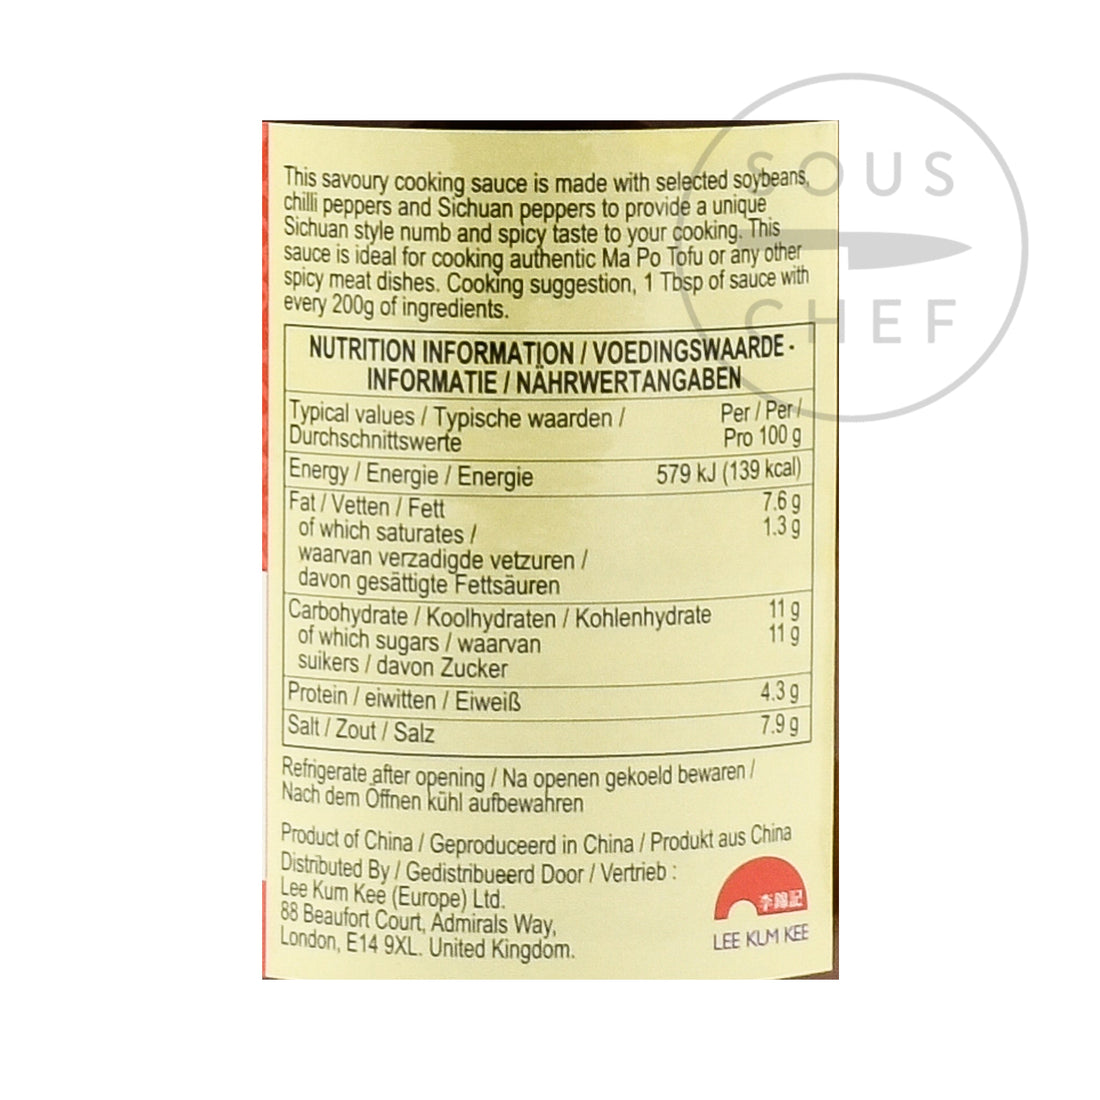 SOUS
CHEF
This savoury cooking sauce is made with selected soybeans,
chilli peppers and Sichuan peppers to provide a unique
Sichuan style numb and spicy taste to your cooking. This
sauce is ideal for cooking authentic Ma Po Tofu or any other
spicy meat dishes. Cooking suggestion, 1 Tbsp of sauce with
every 200g of ingredients.
NUTRITION INFORMATION / VOEDINGSWAARDE -
INFORMATIE / NÄHRWERTANGABEN
Typical values / Typische waarden / Per / Per /
Durchschnittswerte Pro 100 g
Energy / Energie / Energie 579 kJ (139 kcal)
Fat / Vetten / Fett 7.6 g
of which saturates / 1.3 g
waarvan verzadigde vetzuren /
davon gesättigte Fettsäuren
Carbohydrate / Koolhydraten / Kohlenhydrate 11 g
of which sugars / waarvan 11 g
suikers / davon Zucker
Protein / eiwitten / Eiweiß 4.3 g
Salt / Zout / Salz 7.9 g
Refrigerate after opening / Na openen gekoeld bewaren /
Nach dem Öffnen kühl aufbewahren
Product of China / Geproduceerd in China / Produkt aus China
Distributed By / Gedistribueerd Door / Vertrieb :
Lee Kum Kee (Europe) Ltd.
88 Beaufort Court, Admirals Way,
London, E14 9XL. United Kingdom.
李錦記
LEE KUM KEE